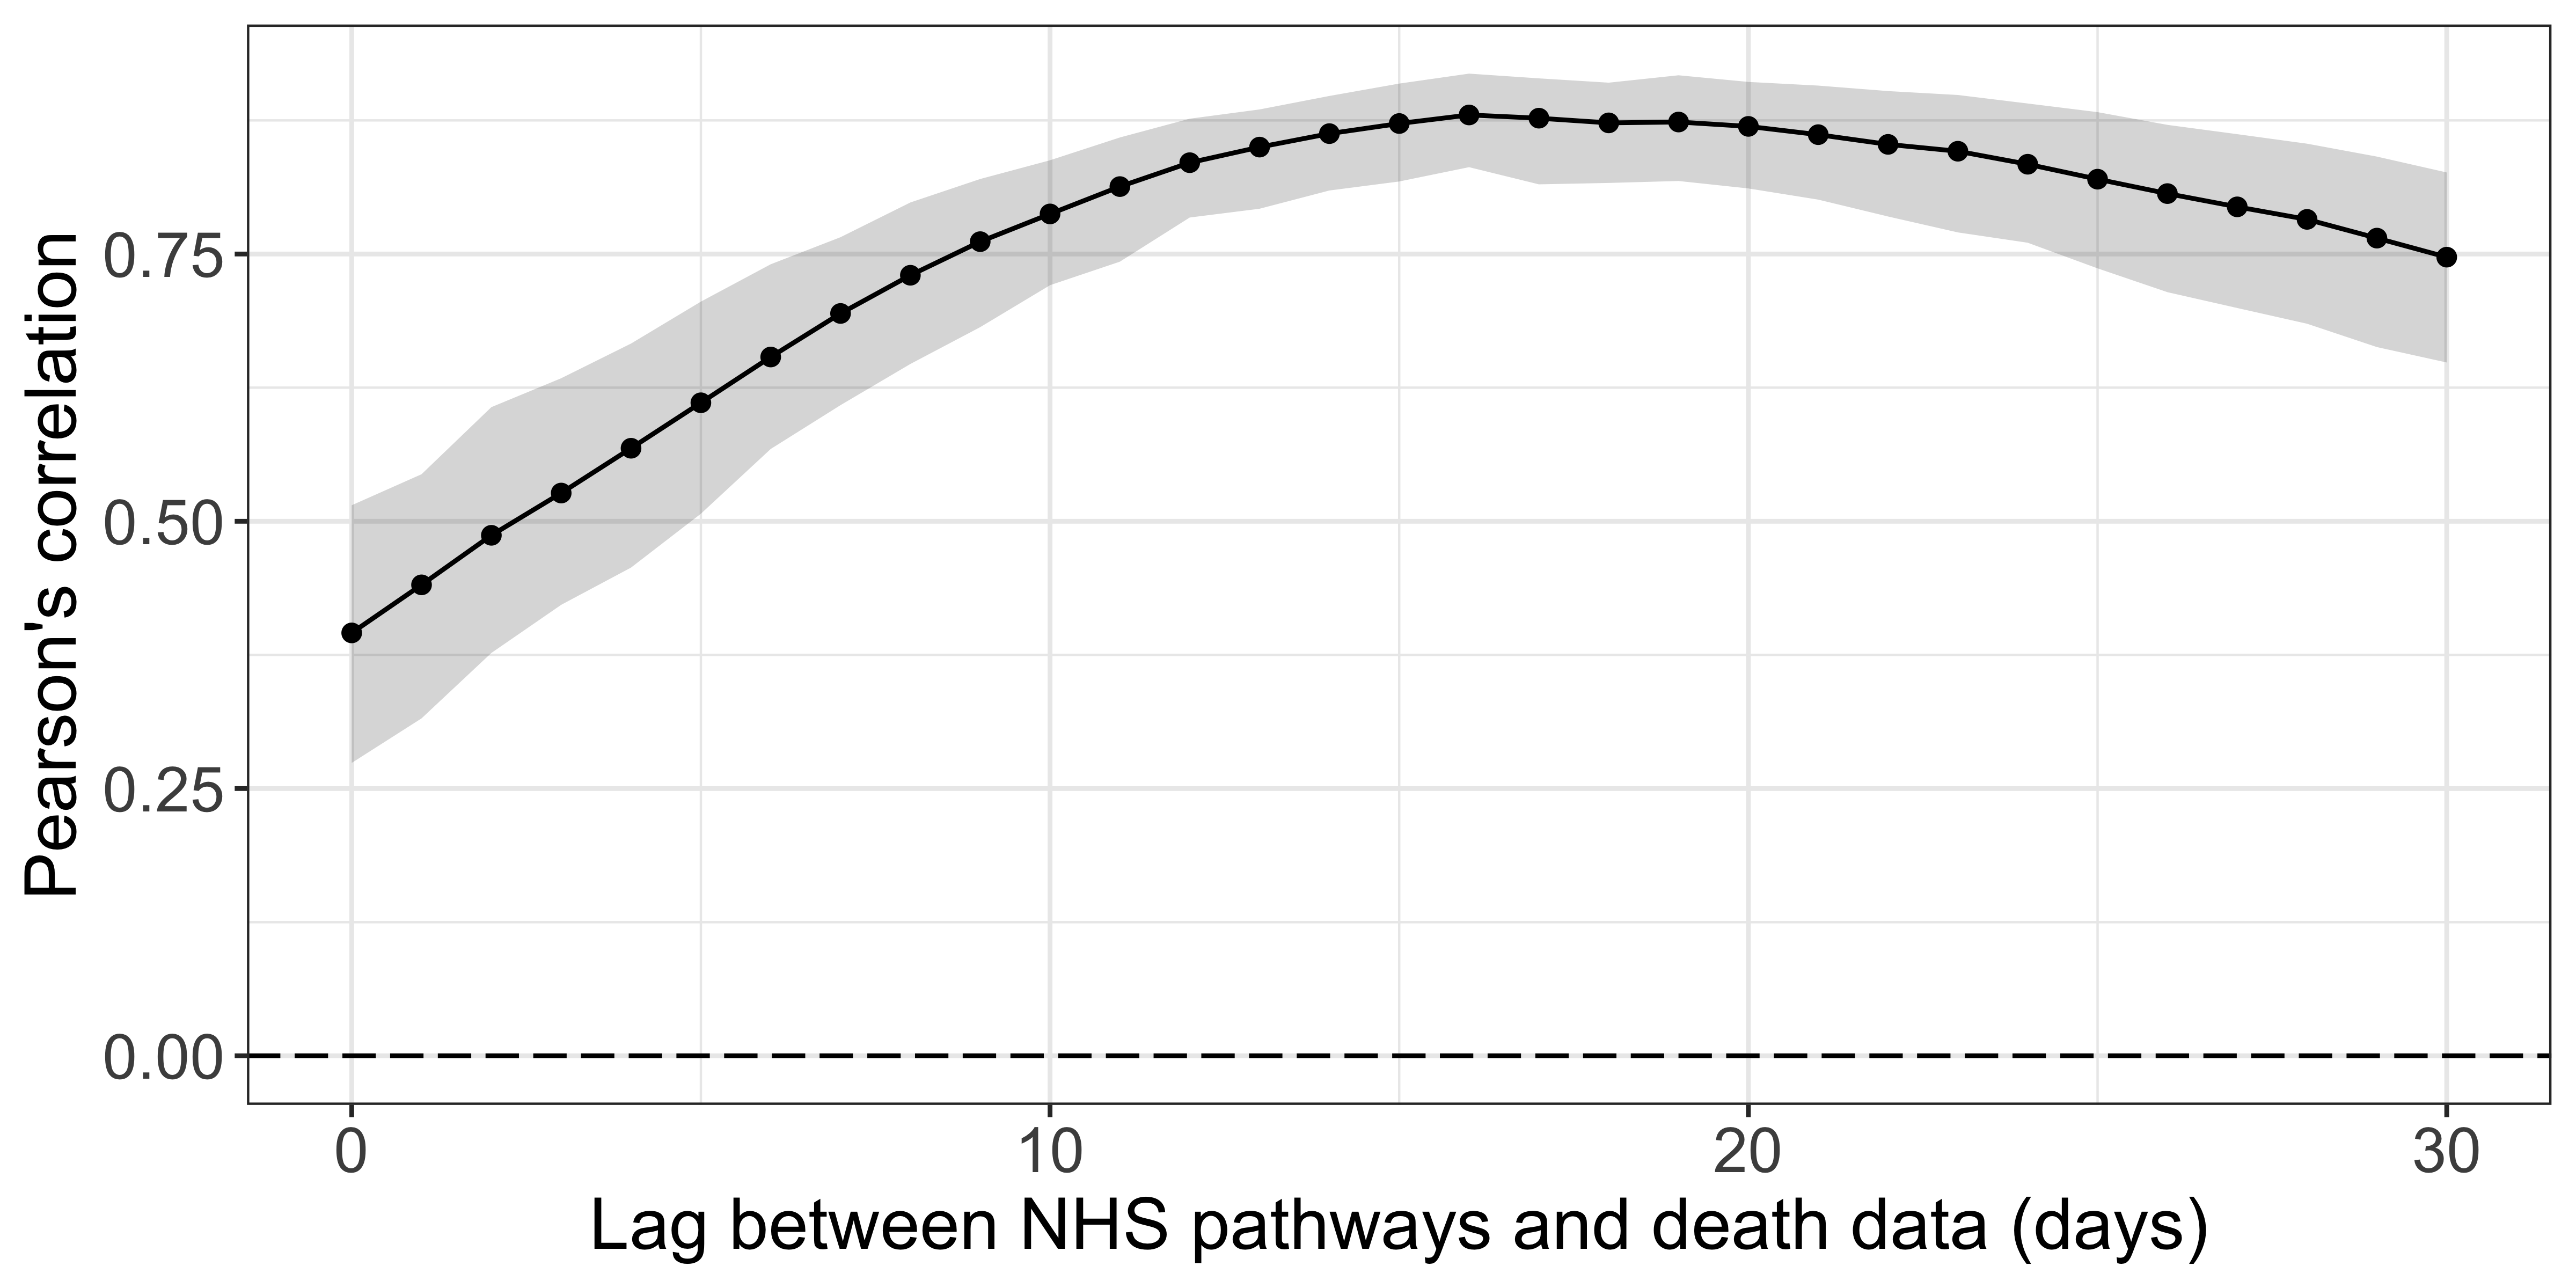 Pearson's correlation
0.75
0.50
0.25
0.00
0 10 20 30
Lag between NHS pathways and death data (days)